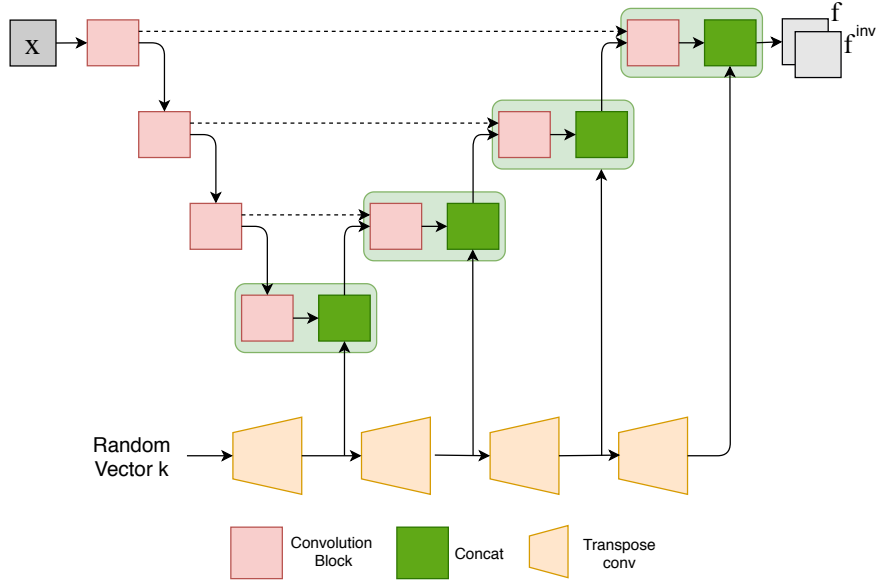 x
f
f inv
Random
Vector k
Convolution
Block
Concat
Transpose
conv